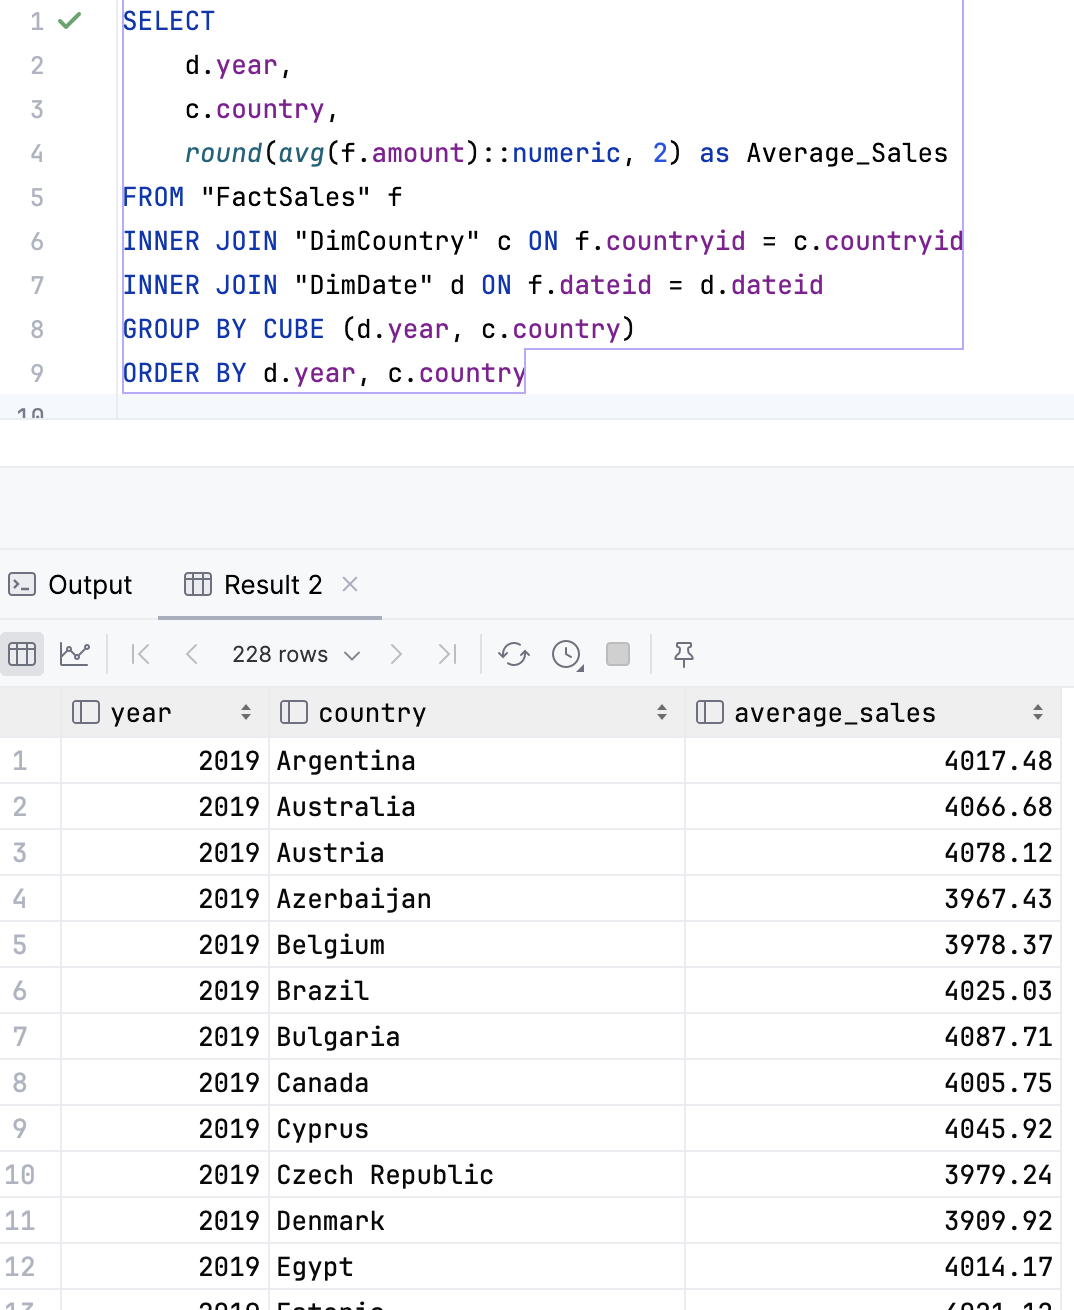 1 SELECT
2 d.year,
3 c.country,
4 round(avg(f.amount)::numeric, 2) as Average_Sales
5 FROM "FactSales" f
6 INNER JOIN "DimCountry" c ON f.countryid = c.countryid
7 INNER JOIN "DimDate" d ON f.dateid = d.dateid
8 GROUP BY CUBE (d.year, c.country)
9 ORDER BY d.year, c.country
10
Output Result 2
228 rows
year country average_sales
1 2019 Argentina 4017.48
2 2019 Australia 4066.68
3 2019 Austria 4078.12
4 2019 Azerbaijan 3967.43
5 2019 Belgium 3978.37
6 2019 Brazil 4025.03
7 2019 Bulgaria 4087.71
8 2019 Canada 4005.75
9 2019 Cyprus 4045.92
10 2019 Czech Republic 3979.24
11 2019 Denmark 3909.92
12 2019 Egypt 4014.17
13 2019 Estonia